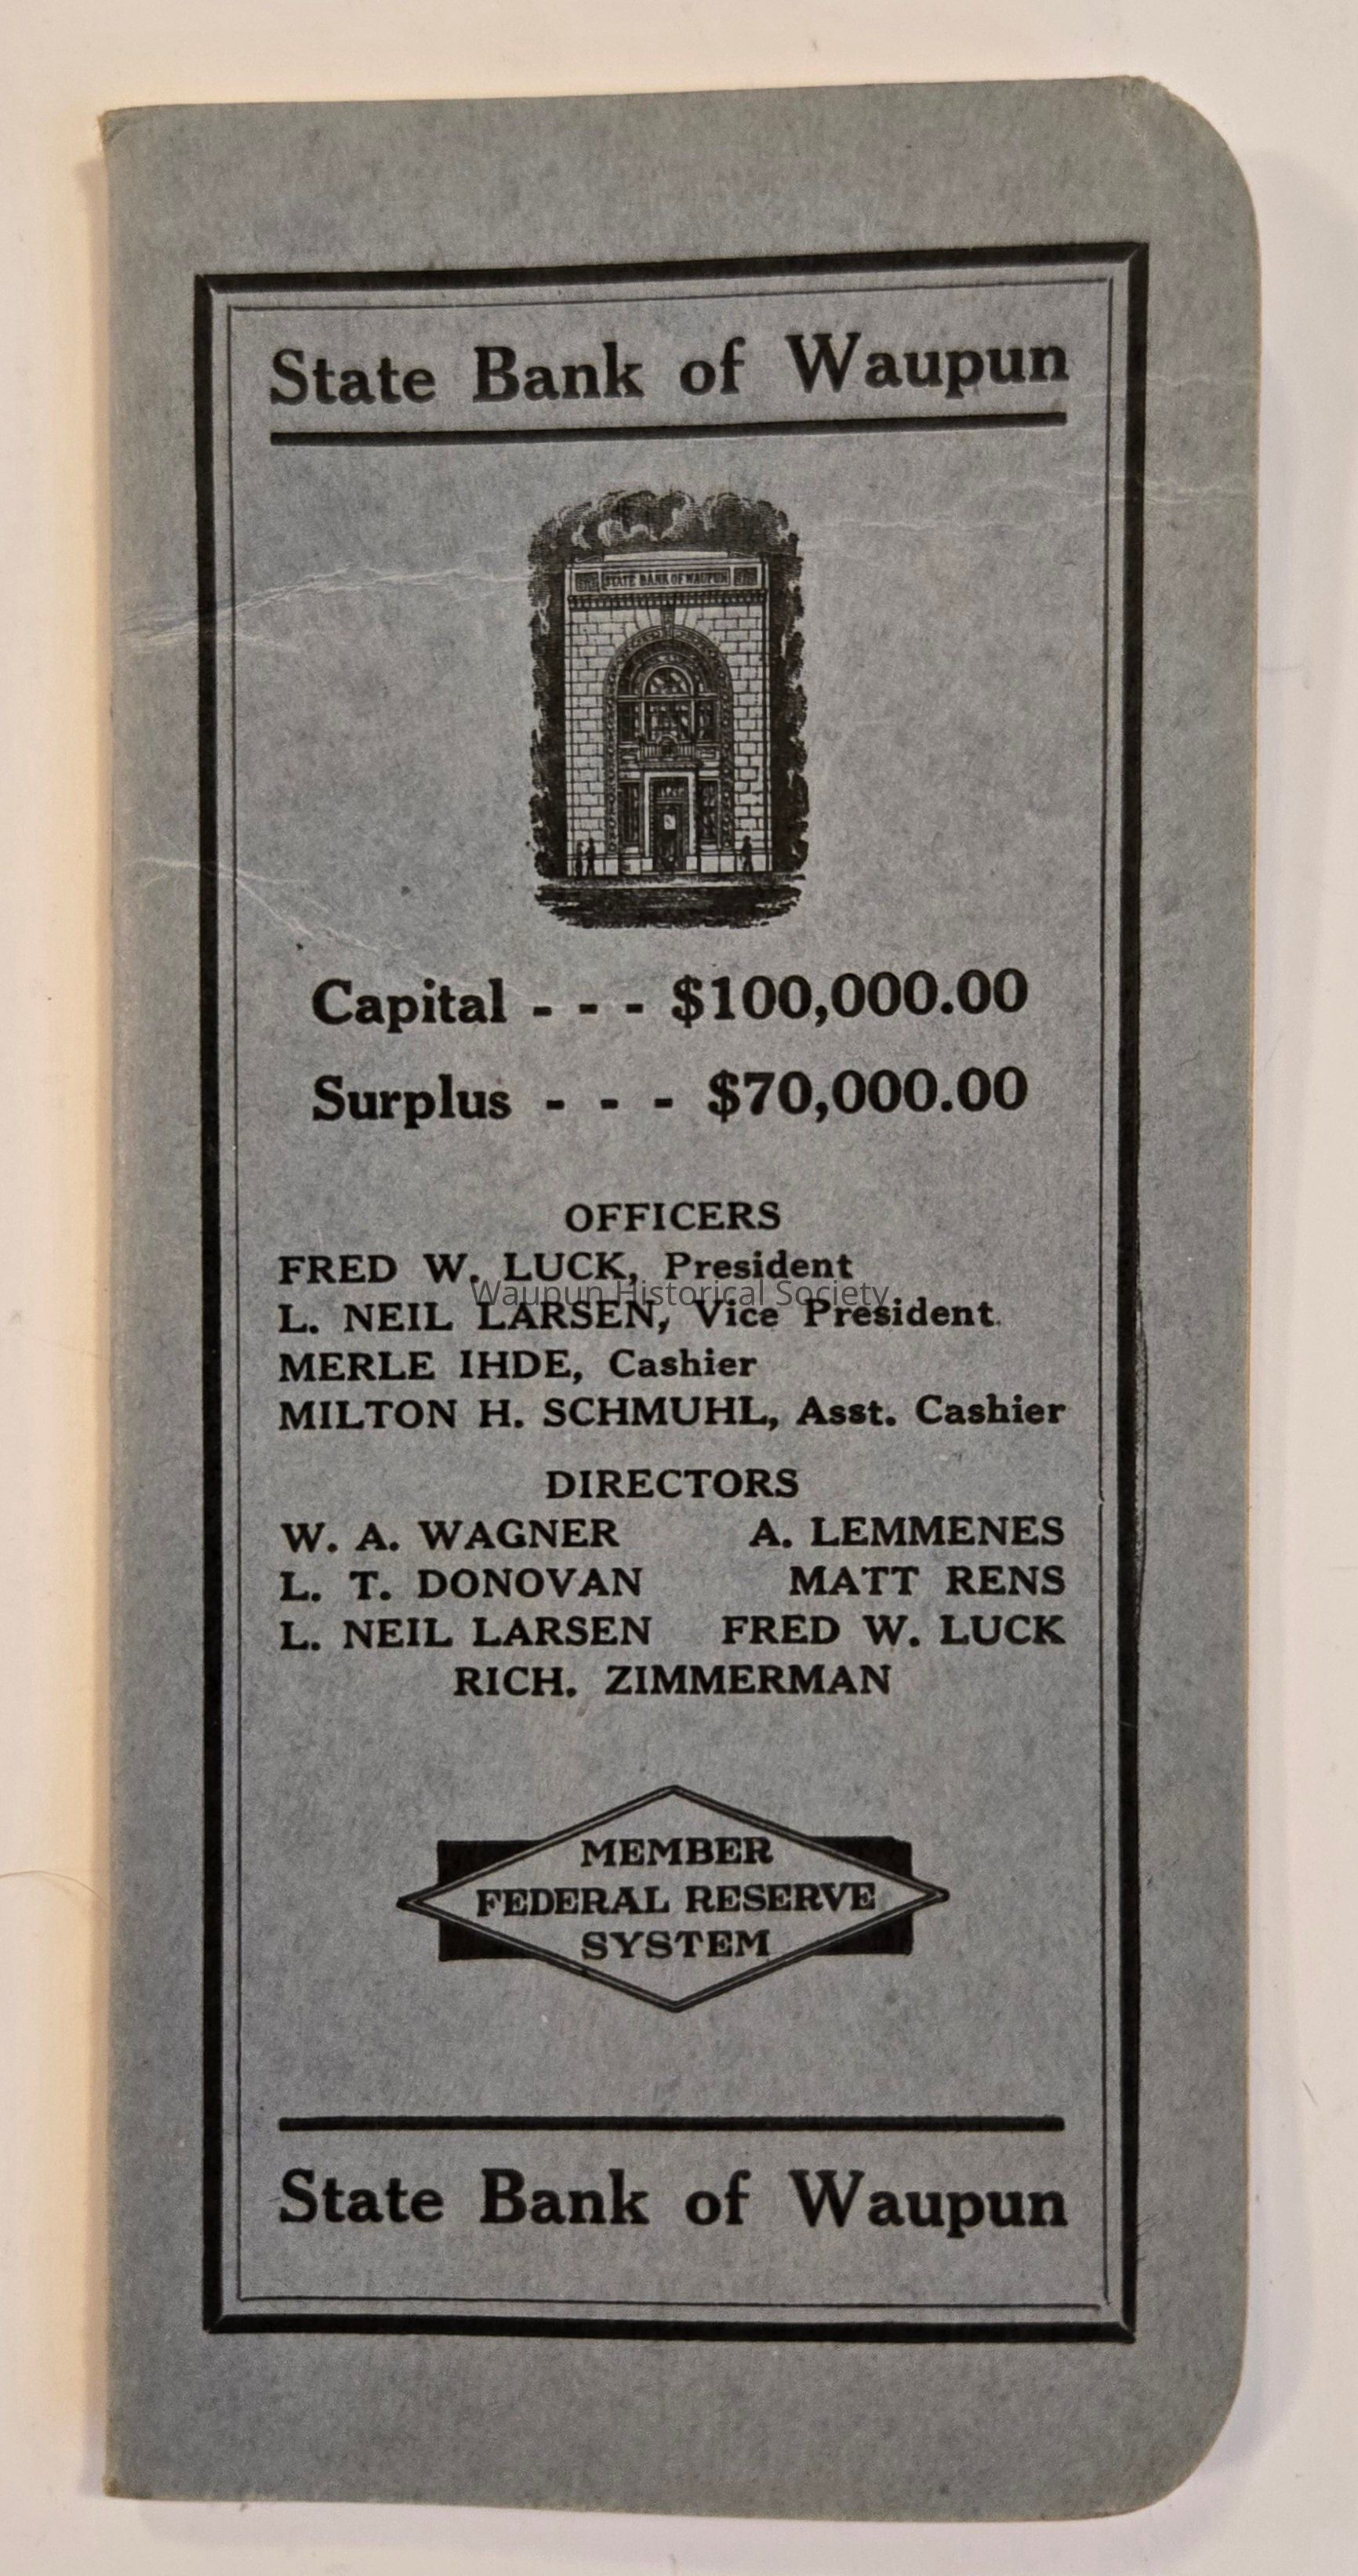 State Bank of Waupun
STATE BANK OF WAUPUN
Capital - - - $100,000.00
Surplus - - - $70,000.00
OFFICERS
FRED W. LUCK, President
Waupun Historical Society
L. NEIL LARSEN, Vice President.
MERLE IHDE, Cashier
MILTON H. SCHMUHL, Asst. Cashier
DIRECTORS
W. A. WAGNER A. LEMMENES
L. T. DONOVAN MATT RENS
L. NEIL LARSEN FRED W. LUCK
RICH. ZIMMERMAN
MEMBER
FEDERAL RESERVE
SYSTEM
State Bank of Waupun